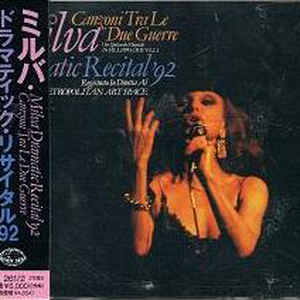 ミルバ・ドラマティック・リサイタル'92
Milva Dramatic Recital '92
Canzoni Tra Le Due Guerre
Milva
Canzoni Tra Le
Due Guerre
Dramatic Recital '92
Registrato In Diretta Al
METROPOLITAN ART SPACE